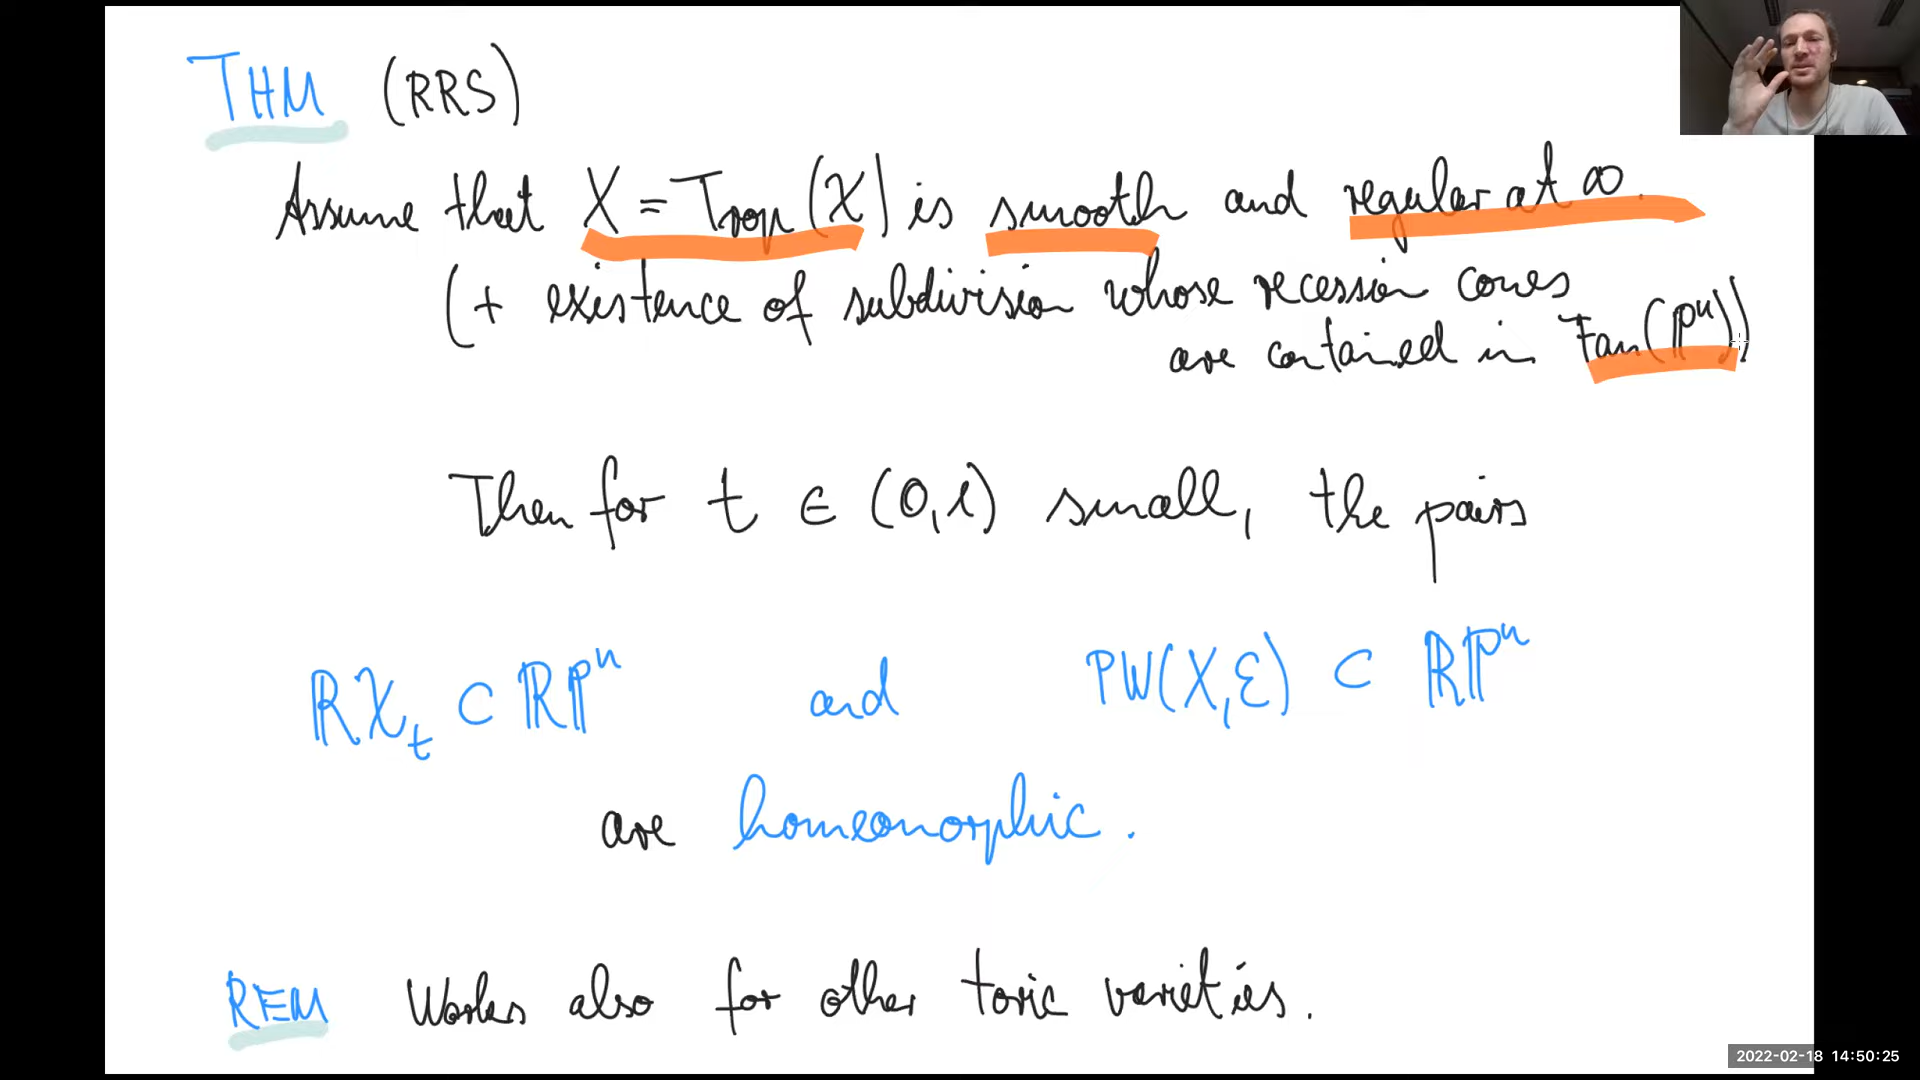 THM (RRS)
Assume that X = Trop(𝒳) is smooth and regular at ∞.
(+ existence of subdivision whose recession cones
are contained in Fan(ℙⁿ))
Then for t ∈ (0,1) small, the pairs
ℝ𝒳ₜ ⊂ ℝℙⁿ and PW(X,ℰ) ⊂ ℝℙⁿ
are homeomorphic.
REM Works also for other toric varieties.
2022-02-18 14:50:25